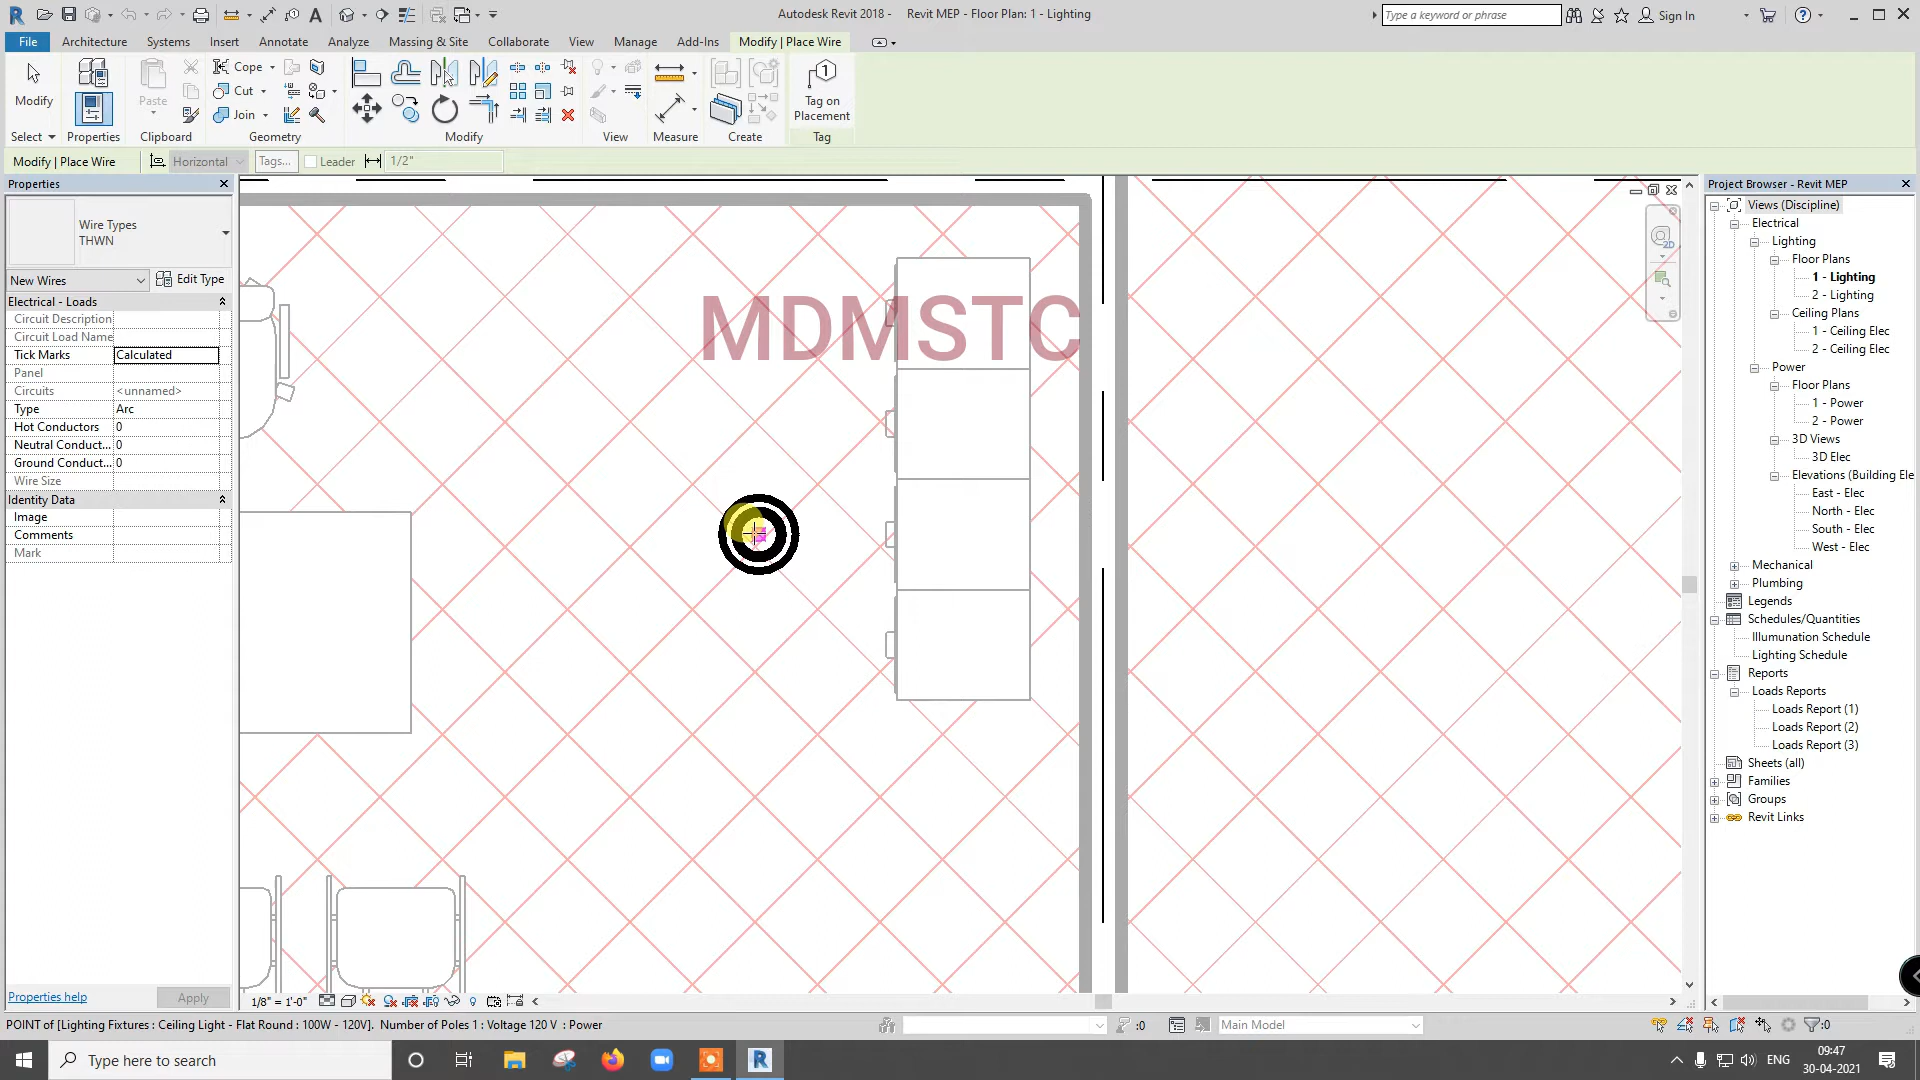 Autodesk Revit 2018 - Revit MEP - Floor Plan: 1 - Lighting
Type a keyword or phrase
Sign In
File Architecture Systems Insert Annotate Analyze Massing & Site Collaborate View Manage Add-Ins Modify | Place Wire
Modify
Paste
Cope
Cut
Join
1
Tag on
Placement
Select Properties Clipboard Geometry Modify View Measure Create Tag
Modify | Place Wire Horizontal Tags... Leader 1/2"
Properties
Wire Types
THWN
New Wires Edit Type
Electrical - Loads
Circuit Description
Circuit Load Name
Tick Marks Calculated
Panel
Circuits <unnamed>
Type Arc
Hot Conductors 0
Neutral Conduct... 0
Ground Conduct... 0
Wire Size
Identity Data
Image
Comments
Mark
Properties help Apply
MDMSTC
2D
Project Browser - Revit MEP
Views (Discipline)
Electrical
Lighting
Floor Plans
1 - Lighting
2 - Lighting
Ceiling Plans
1 - Ceiling Elec
2 - Ceiling Elec
Power
Floor Plans
1 - Power
2 - Power
3D Views
3D Elec
Elevations (Building Ele
East - Elec
North - Elec
South - Elec
West - Elec
Mechanical
Plumbing
Legends
Schedules/Quantities
Illumunation Schedule
Lighting Schedule
Reports
Loads Reports
Loads Report (1)
Loads Report (2)
Loads Report (3)
Sheets (all)
Families
Groups
Revit Links
1/8" = 1'-0"
POINT of [Lighting Fixtures : Ceiling Light - Flat Round : 100W - 120V]. Number of Poles 1 : Voltage 120 V : Power
:0 Main Model :0
Type here to search
ENG
09:47
30-04-2021